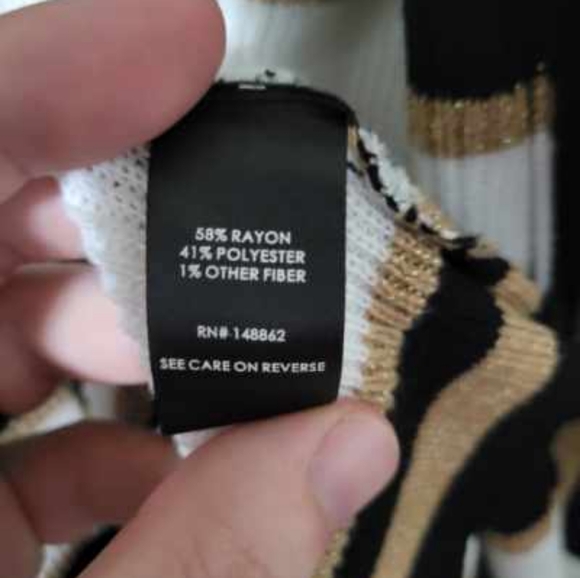 58% RAYON
41% POLYESTER
1% OTHER FIBER
RN# 148862
SEE CARE ON REVERSE